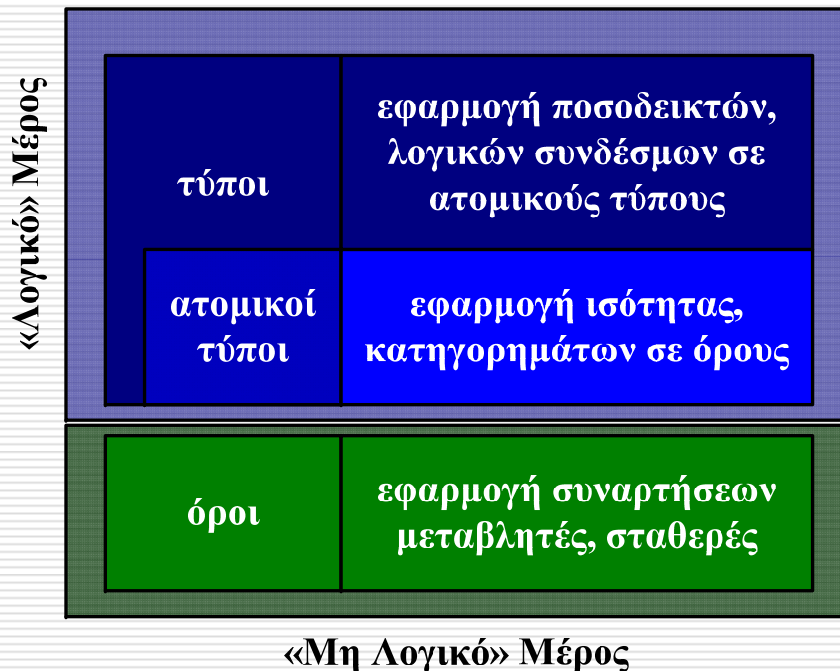 «Λογικό» Μέρος
τύποι
εφαρμογή ποσοδεικτών,
λογικών συνδέσμων σε
ατομικούς τύπους
ατομικοί
τύποι
εφαρμογή ισότητας,
κατηγορημάτων σε όρους
όροι
εφαρμογή συναρτήσεων
μεταβλητές, σταθερές
«Μη Λογικό» Μέρος